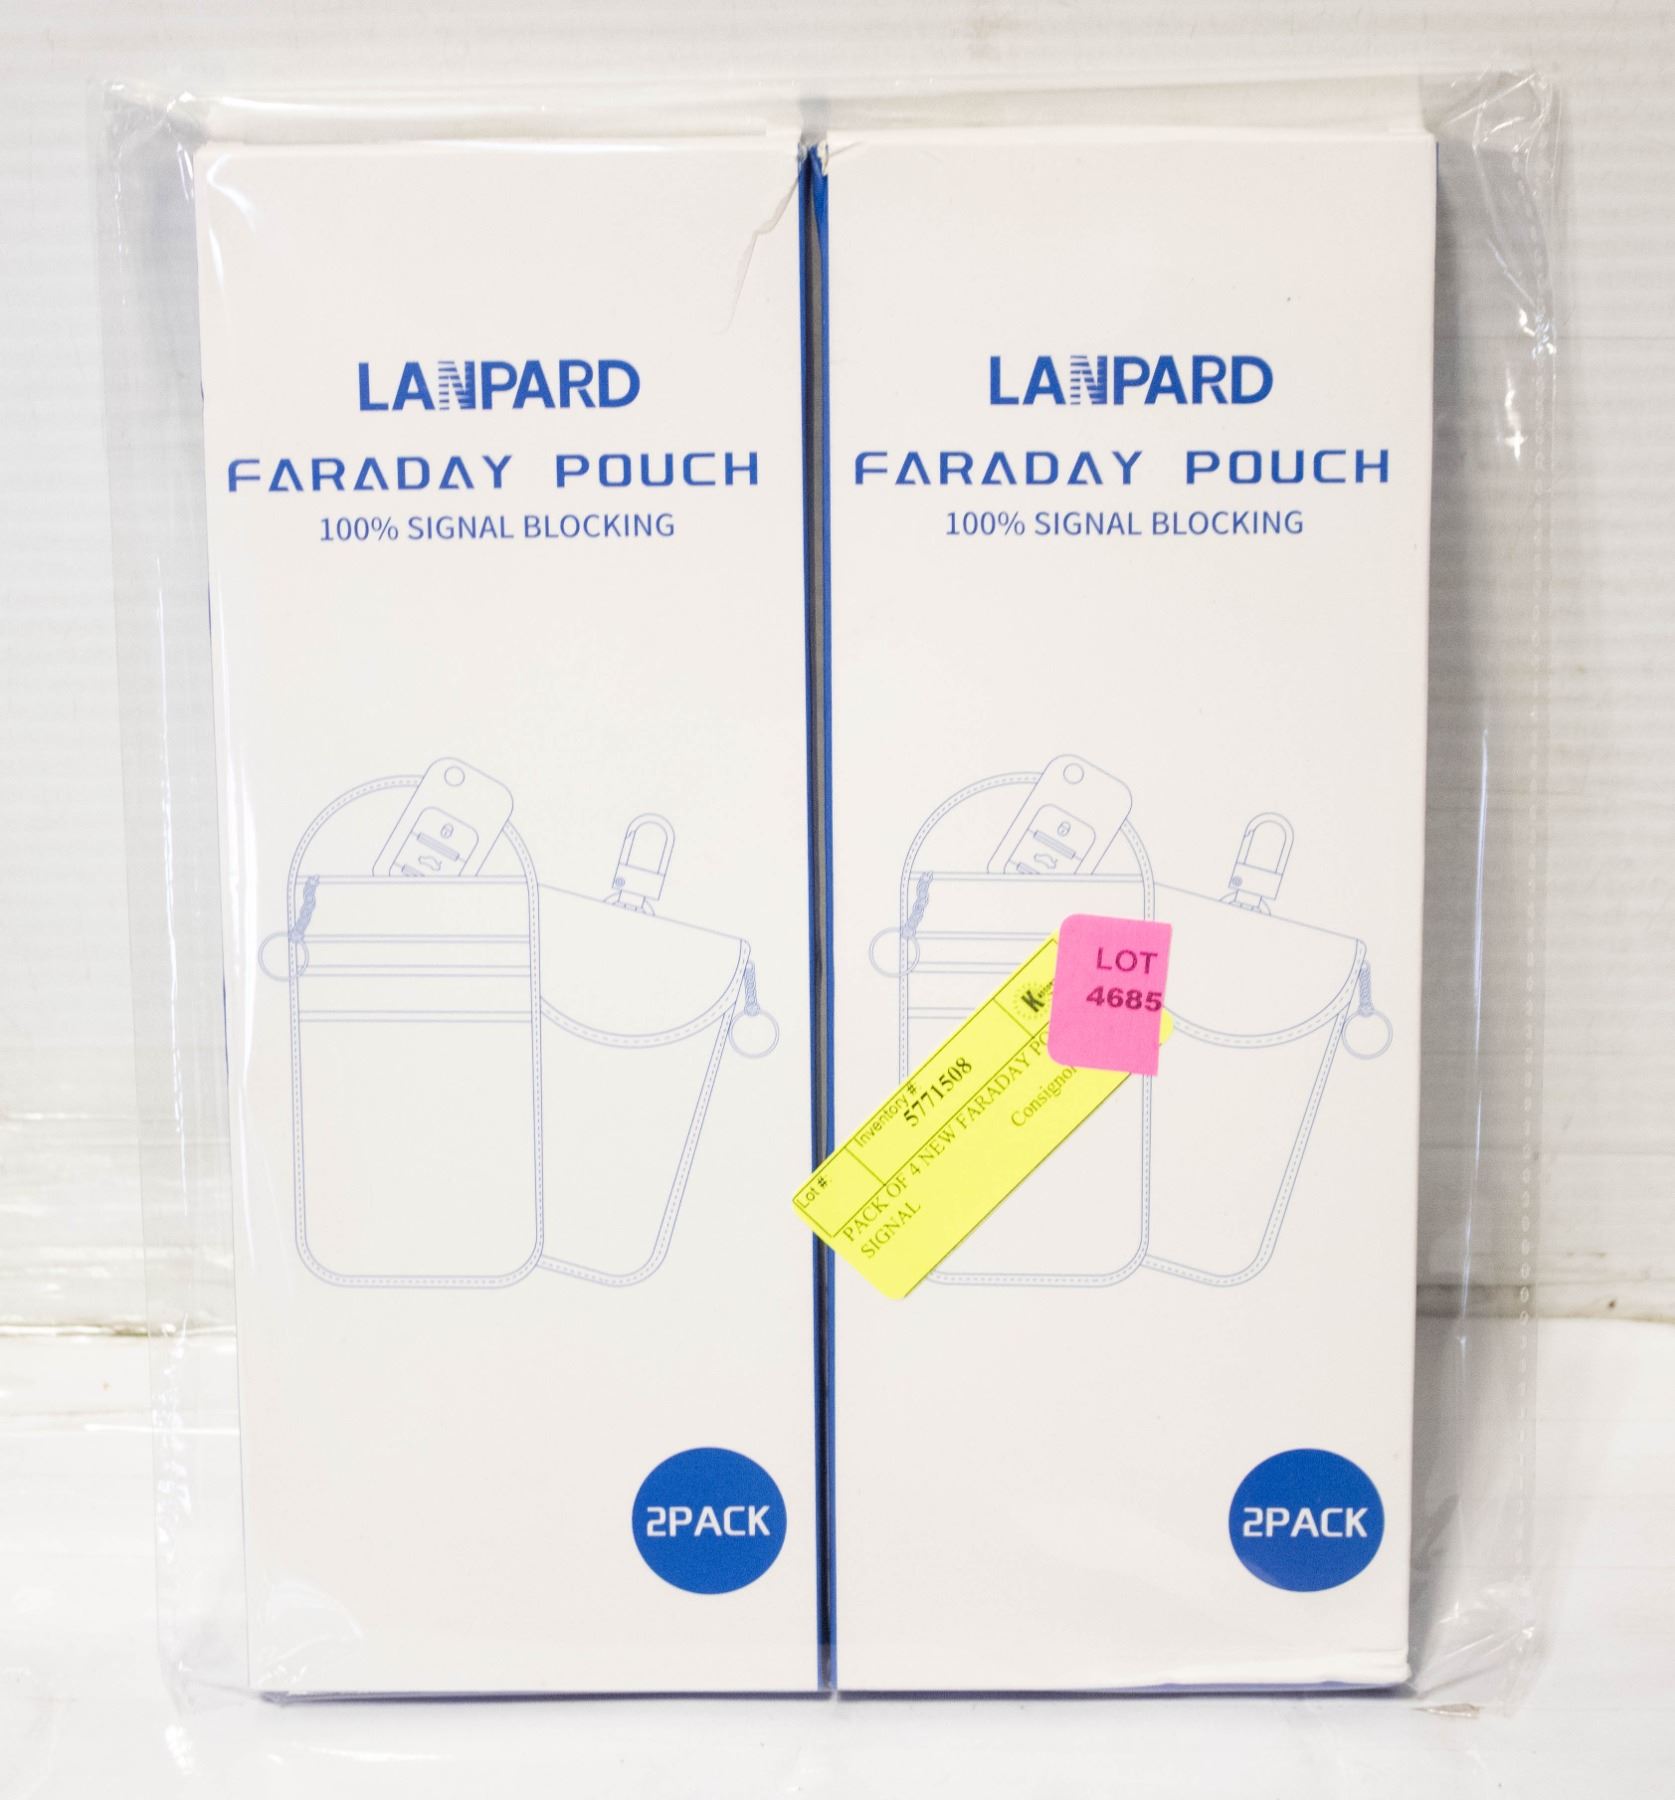 LANPARD
FARADAY POUCH
100% SIGNAL BLOCKING
2PACK
LANPARD
FARADAY POUCH
100% SIGNAL BLOCKING
LOT
4685
Lot #:
Inventory #
5771508
PACK OF 4 NEW FARADAY
SIGNAL
Consignor
2PACK